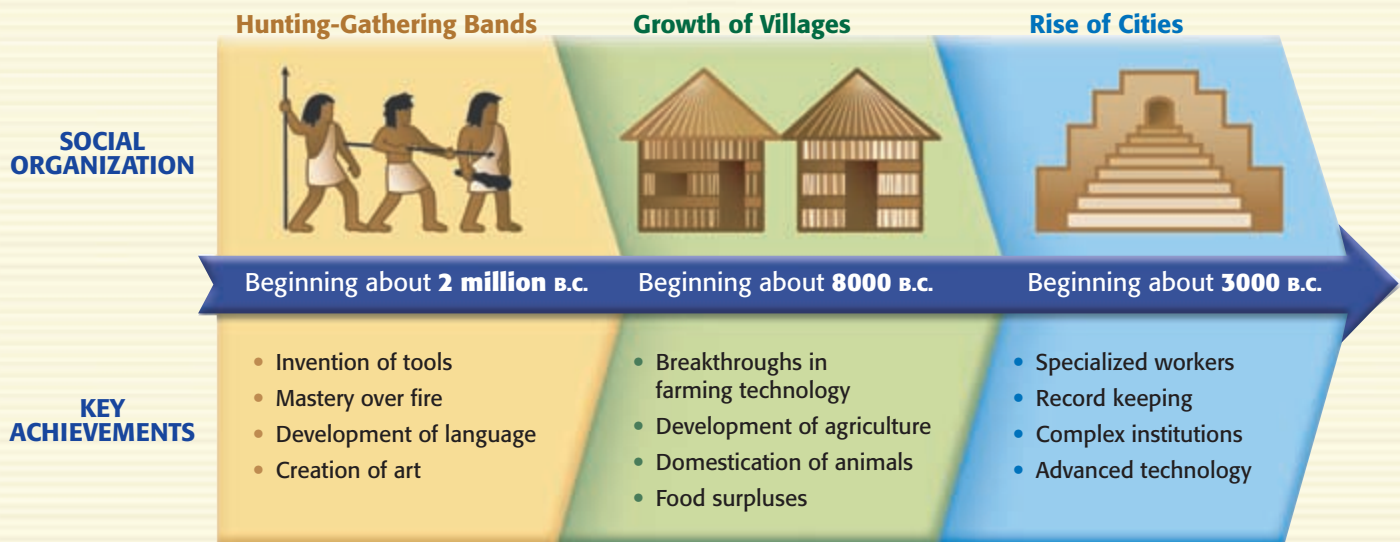 Hunting-Gathering Bands
Growth of Villages
Rise of Cities
SOCIAL
ORGANIZATION
Beginning about 2 million B.C.
Beginning about 8000 B.C.
Beginning about 3000 B.C.
KEY
ACHIEVEMENTS
• Invention of tools
• Mastery over fire
• Development of language
• Creation of art
• Breakthroughs in
farming technology
• Development of agriculture
• Domestication of animals
• Food surpluses
• Specialized workers
• Record keeping
• Complex institutions
• Advanced technology